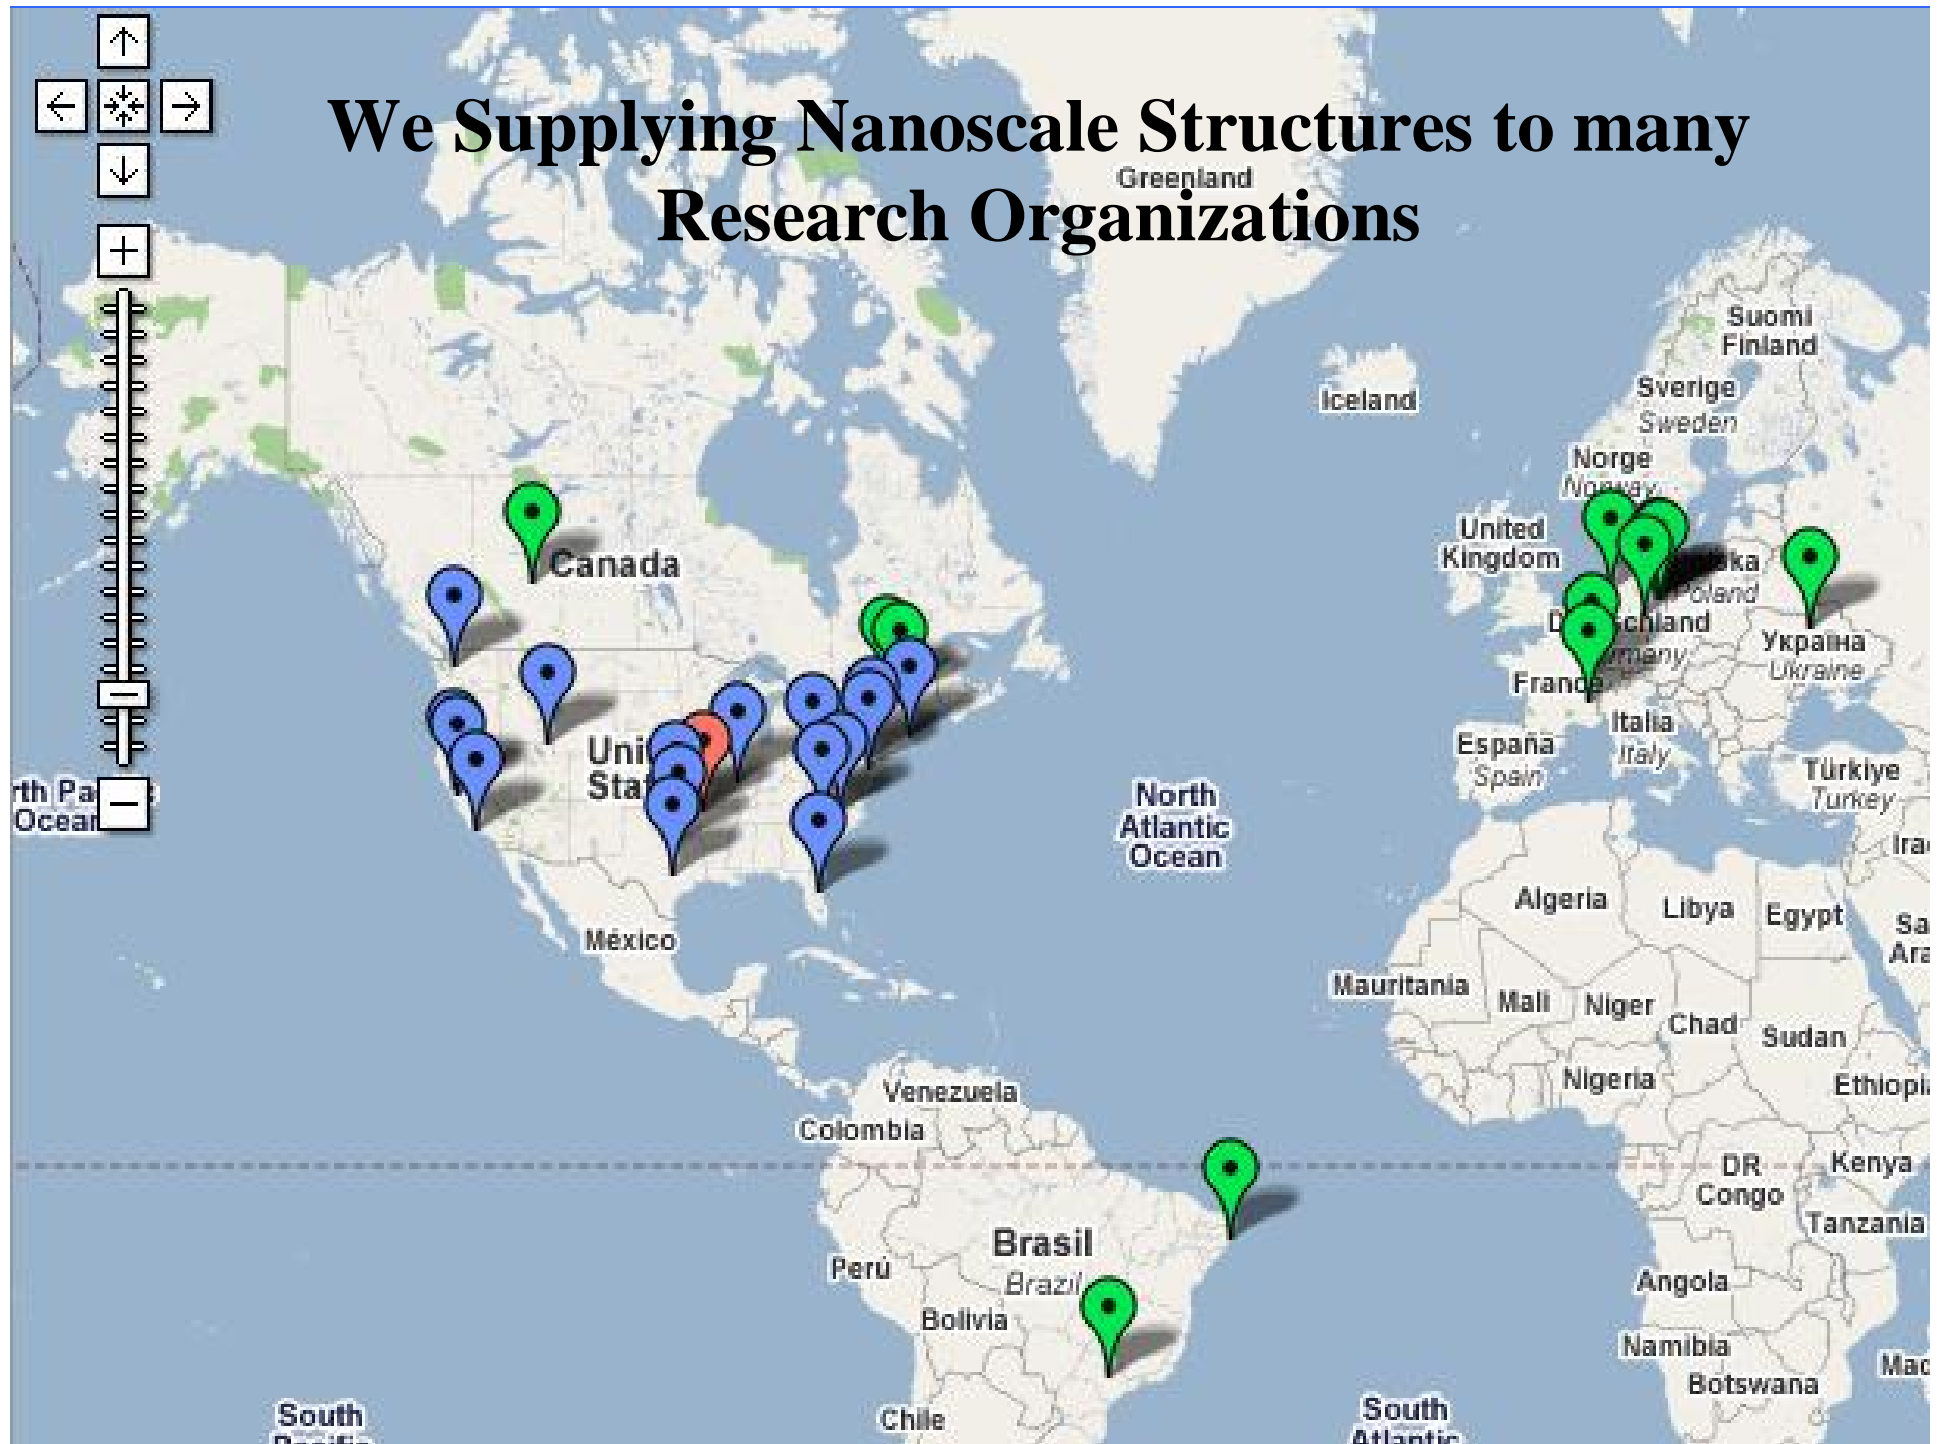 We Supplying Nanoscale Structures to many
Research Organizations
Greenland
Suomi
Finland
Iceland
Sverige
Sweden
Norge
Norway
United
Kingdom
Canada
Poland
Україна
Ukraine
France
Italia
Italy
España
Spain
Türkiye
Turkey
North
Atlantic
Ocean
México
Algeria
Libya
Egypt
Mauritania
Mali
Niger
Chad
Sudan
Nigeria
Venezuela
Colombia
DR
Congo
Kenya
Tanzania
Brasil
Brazil
Perú
Bolivia
Angola
Namibia
Botswana
Chile
South
South